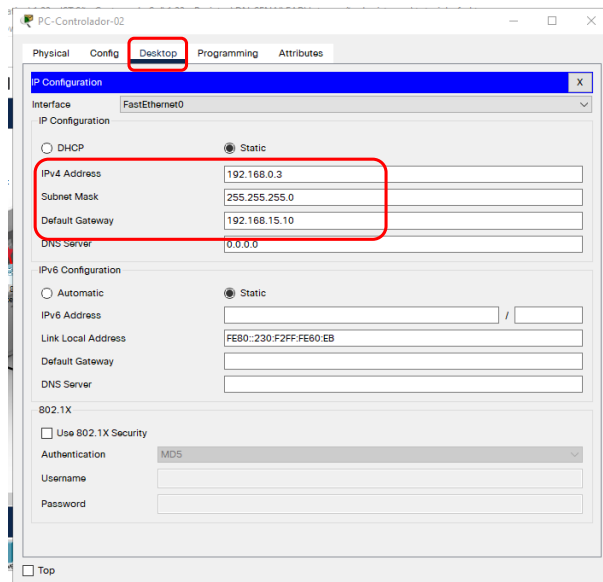 PC-Controlador-02
Physical Config Desktop Programming Attributes
IP Configuration X
Interface FastEthernet0
IP Configuration
DHCP Static
IPv4 Address 192.168.0.3
Subnet Mask 255.255.255.0
Default Gateway 192.168.15.10
DNS Server 0.0.0.0
IPv6 Configuration
Automatic Static
IPv6 Address /
Link Local Address FE80::230:F2FF:FE60:EB
Default Gateway
DNS Server
802.1X
Use 802.1X Security
Authentication MD5
Username
Password
Top